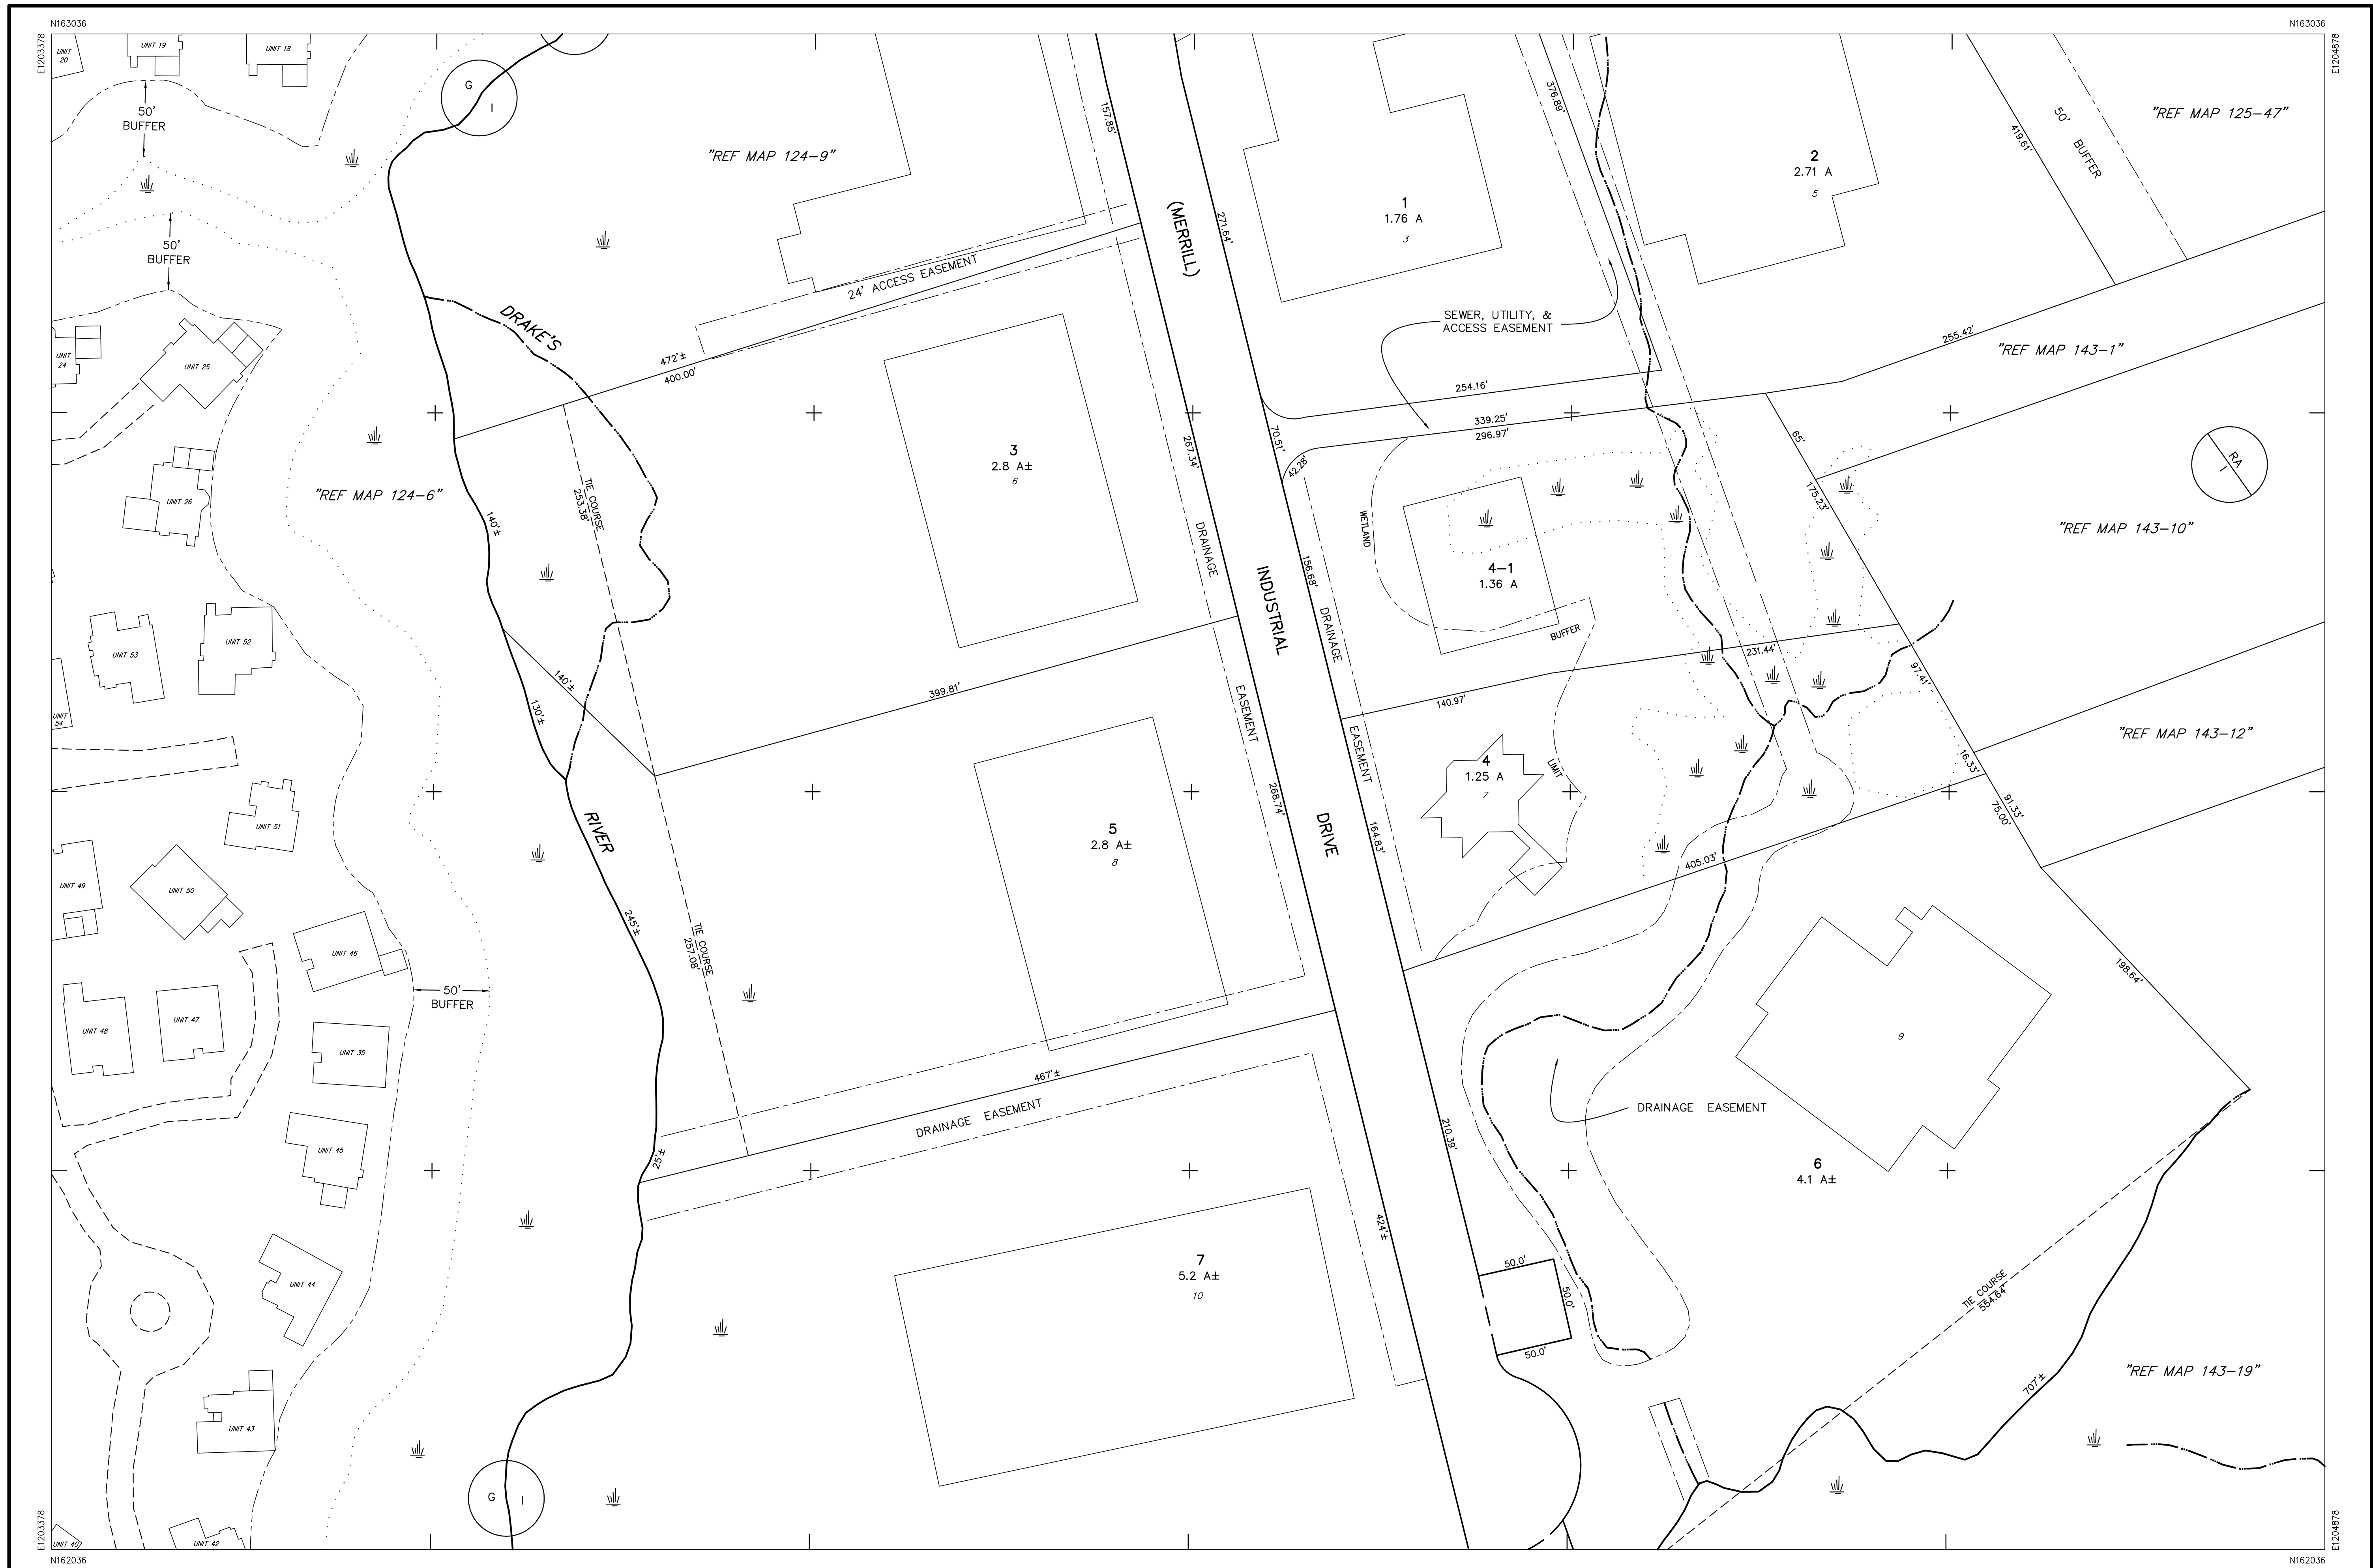 N163036
N163036
E1203378
E1204878
UNIT
20
UNIT 19
UNIT 18
50'
BUFFER
G
I
"REF MAP 124-9"
157.85'
(MERRILL)
271.64'
1
1.76 A
3
376.89'
2
2.71 A
5
419.61'
50' BUFFER
"REF MAP 125-47"
50'
BUFFER
24' ACCESS EASEMENT
SEWER, UTILITY, &
ACCESS EASEMENT
255.42'
"REF MAP 143-1"
DRAKE'S
472'±
400.00'
254.16'
339.25'
296.97'
UNIT
24
UNIT 25
UNIT 26
"REF MAP 124-6"
140'±
TIE COURSE
253.38'
3
2.8 A±
6
267.34'
70.51'
42.28'
65'
175.23'
RA
I
"REF MAP 143-10"
WETLAND
DRAINAGE
INDUSTRIAL
156.68'
DRAINAGE
4-1
1.36 A
BUFFER
231.44'
97.41'
UNIT 53
UNIT 52
UNIT
54
140'±
130'±
399.81'
EASEMENT
EASEMENT
140.97'
"REF MAP 143-12"
16.33'
91.33'
75.00'
4
1.25 A
7
LIMIT
UNIT 51
RIVER
5
2.8 A±
8
268.74'
DRIVE
164.83'
405.03'
UNIT 49
UNIT 50
245'±
TIE COURSE
257.08'
UNIT 46
50'
BUFFER
198.64'
UNIT 48
UNIT 47
UNIT 35
9
467'±
DRAINAGE EASEMENT
DRAINAGE EASEMENT
210.39'
25'±
UNIT 45
6
4.1 A±
424'±
7
5.2 A±
10
50.0'
50.0'
50.0'
TIE COURSE
554.64'
UNIT 44
707'±
"REF MAP 143-19"
UNIT 43
G
I
UNIT 40
UNIT 42
E1203378
E1204878
N162036
N162036